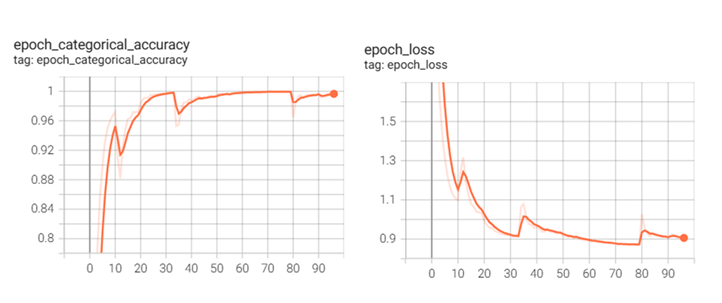 epoch_categorical_accuracy
tag: epoch_categorical_accuracy
1
0.96
0.92
0.88
0.84
0.8
0 10 20 30 40 50 60 70 80 90
epoch_loss
tag: epoch_loss
1.5
1.3
1.1
0.9
0 10 20 30 40 50 60 70 80 90